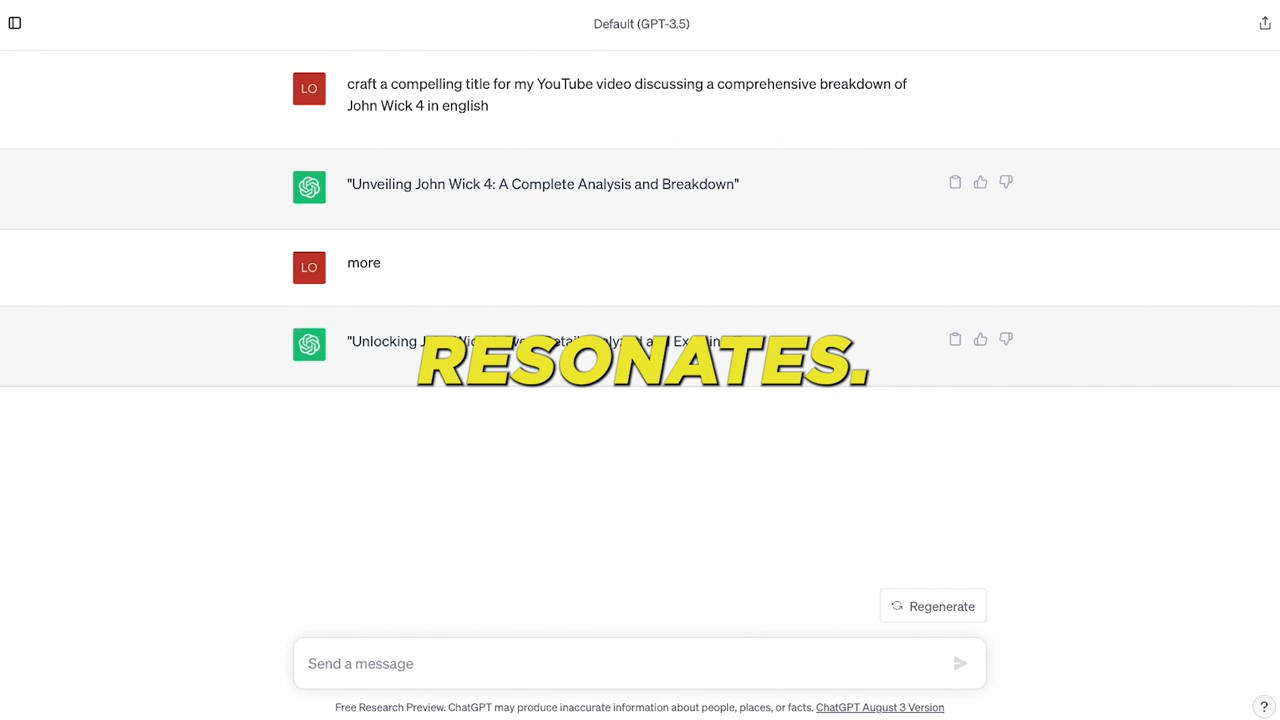 Default (GPT-3.5)
LO
craft a compelling title for my YouTube video discussing a comprehensive breakdown of
John Wick 4 in english
"Unveiling John Wick 4: A Complete Analysis and Breakdown"
LO
more
"Unlocking
RESONATES.
Regenerate
Send a message
Free Research Preview. ChatGPT may produce inaccurate information about people, places, or facts. ChatGPT August 3 Version
?